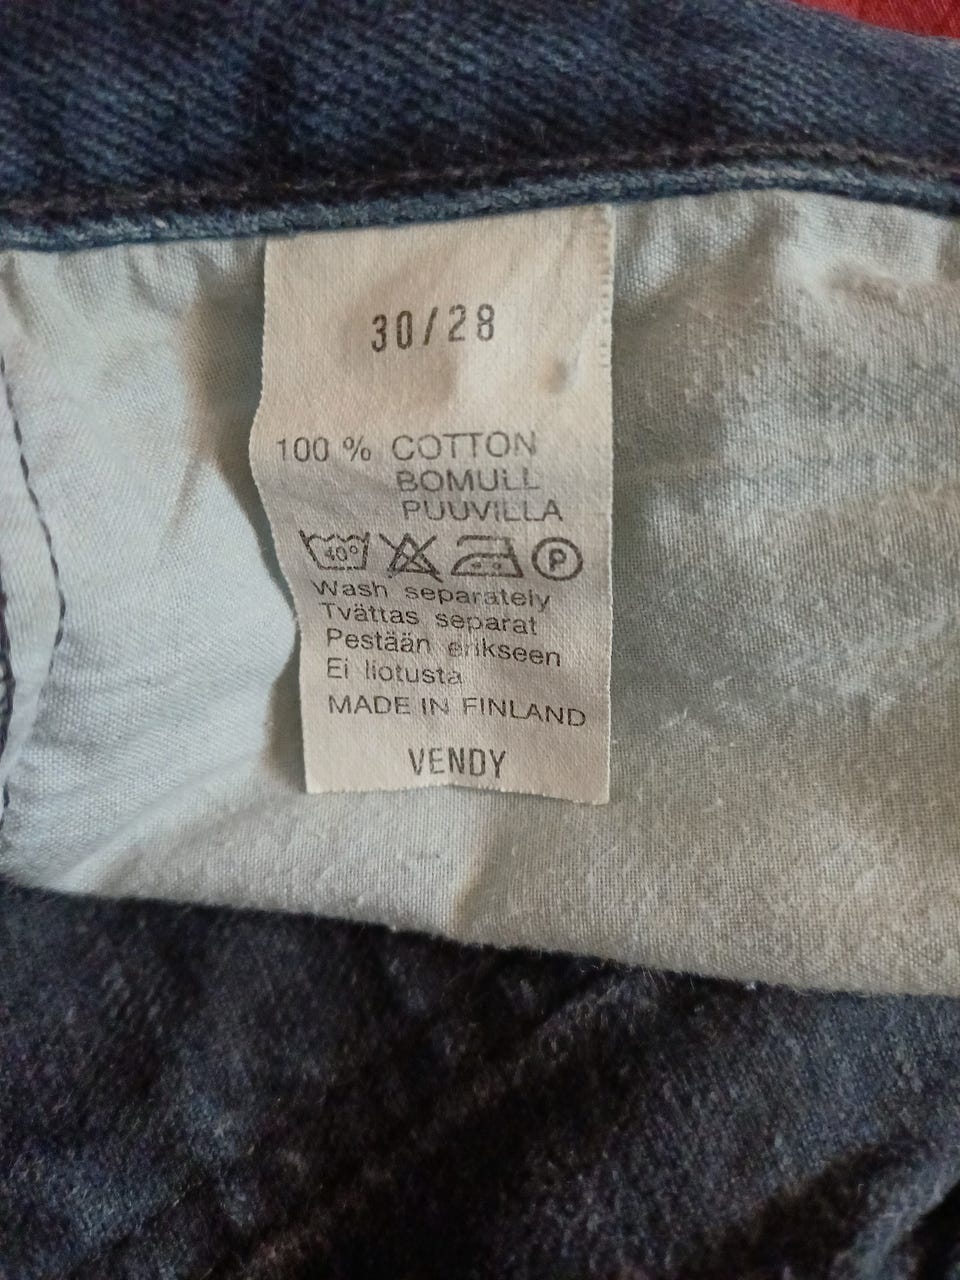 30/28
100 % COTTON
BOMULL
PUUVILLA
40° P
Wash separately
Tvättas separat
Pestään erikseen
Ei liotusta
MADE IN FINLAND
VENDY